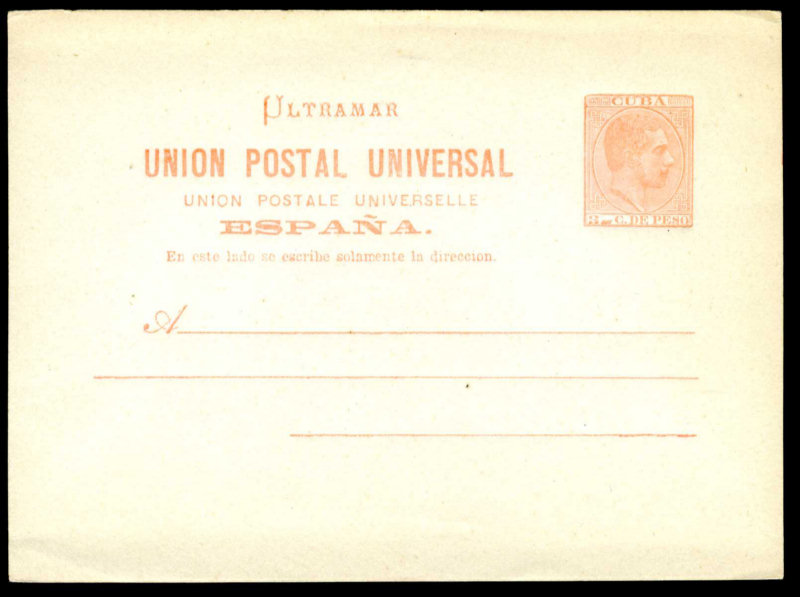 ULTRAMAR
CUBA
UNION POSTAL UNIVERSAL
UNION POSTALE UNIVERSELLE
ESPAÑA.
C. DE PESO
En este lado se escribe solamente la direccion.
A